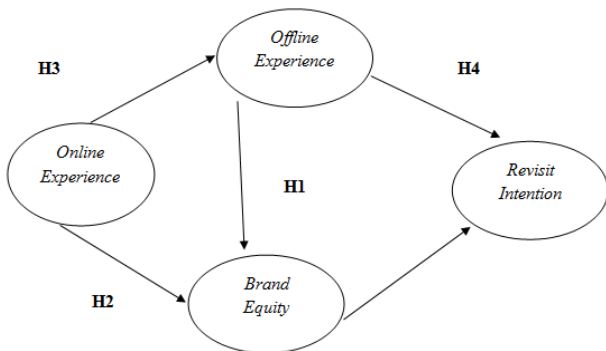 Offline
Experience
H3
H4
Online
Experience
Revisit
Intention
H1
Brand
Equity
H2